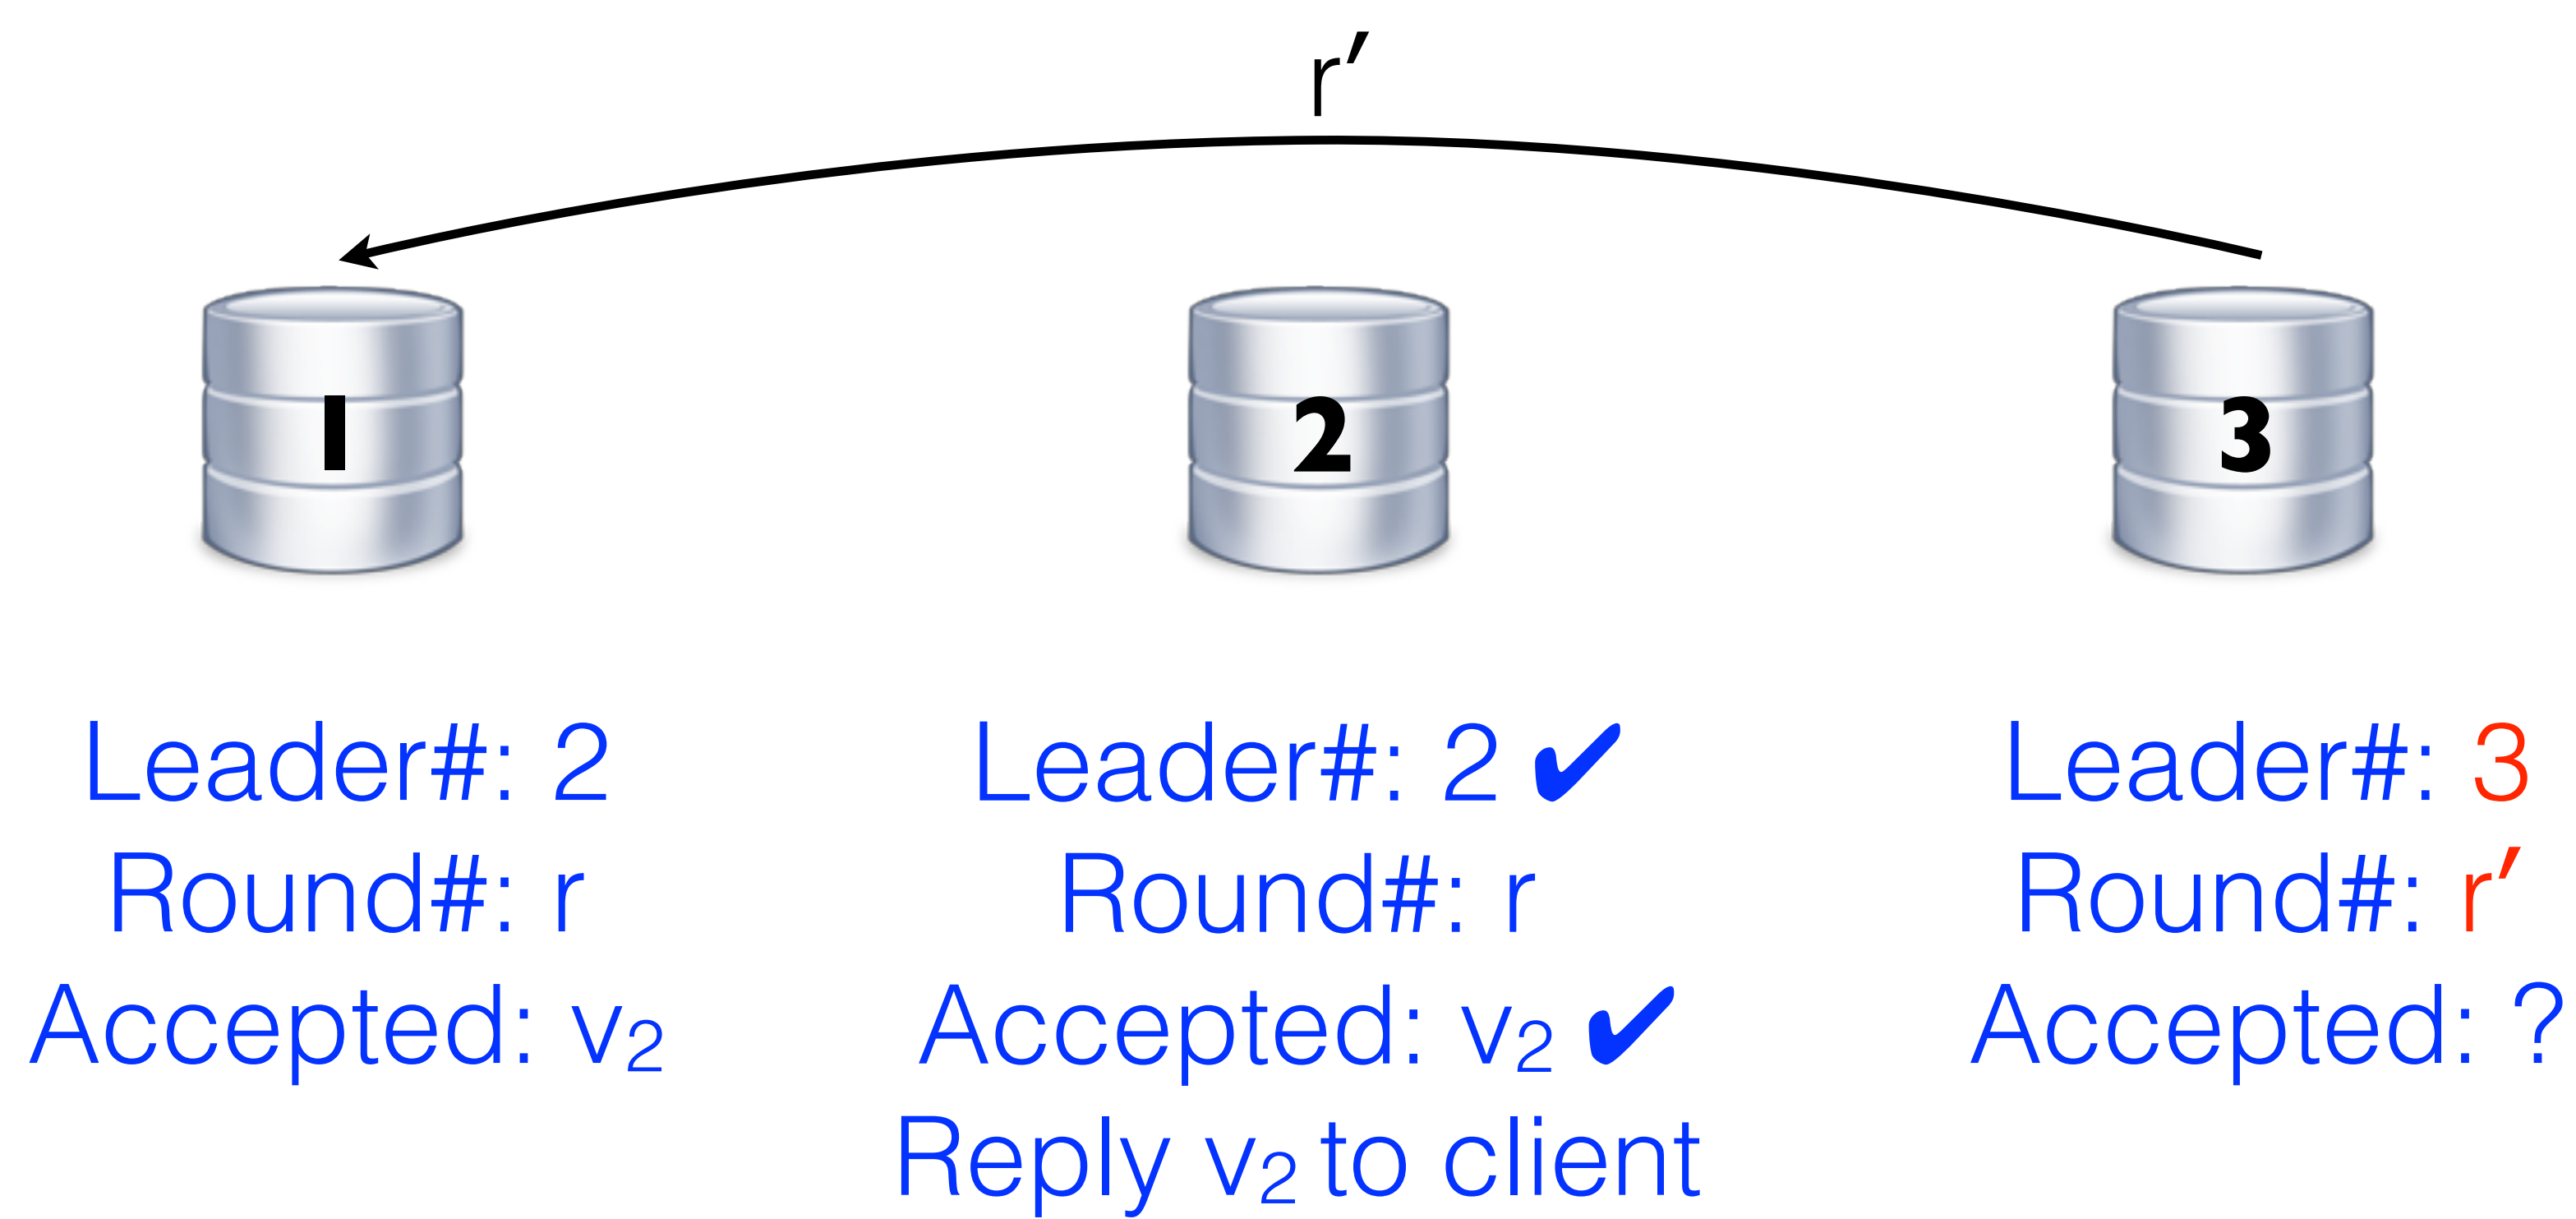 r′
1
2
3
Leader#: 2
Round#: r
Accepted: v₂
Leader#: 2 ✔
Round#: r
Accepted: v₂ ✔
Reply v₂ to client
Leader#: 3
Round#: r′
Accepted: ?